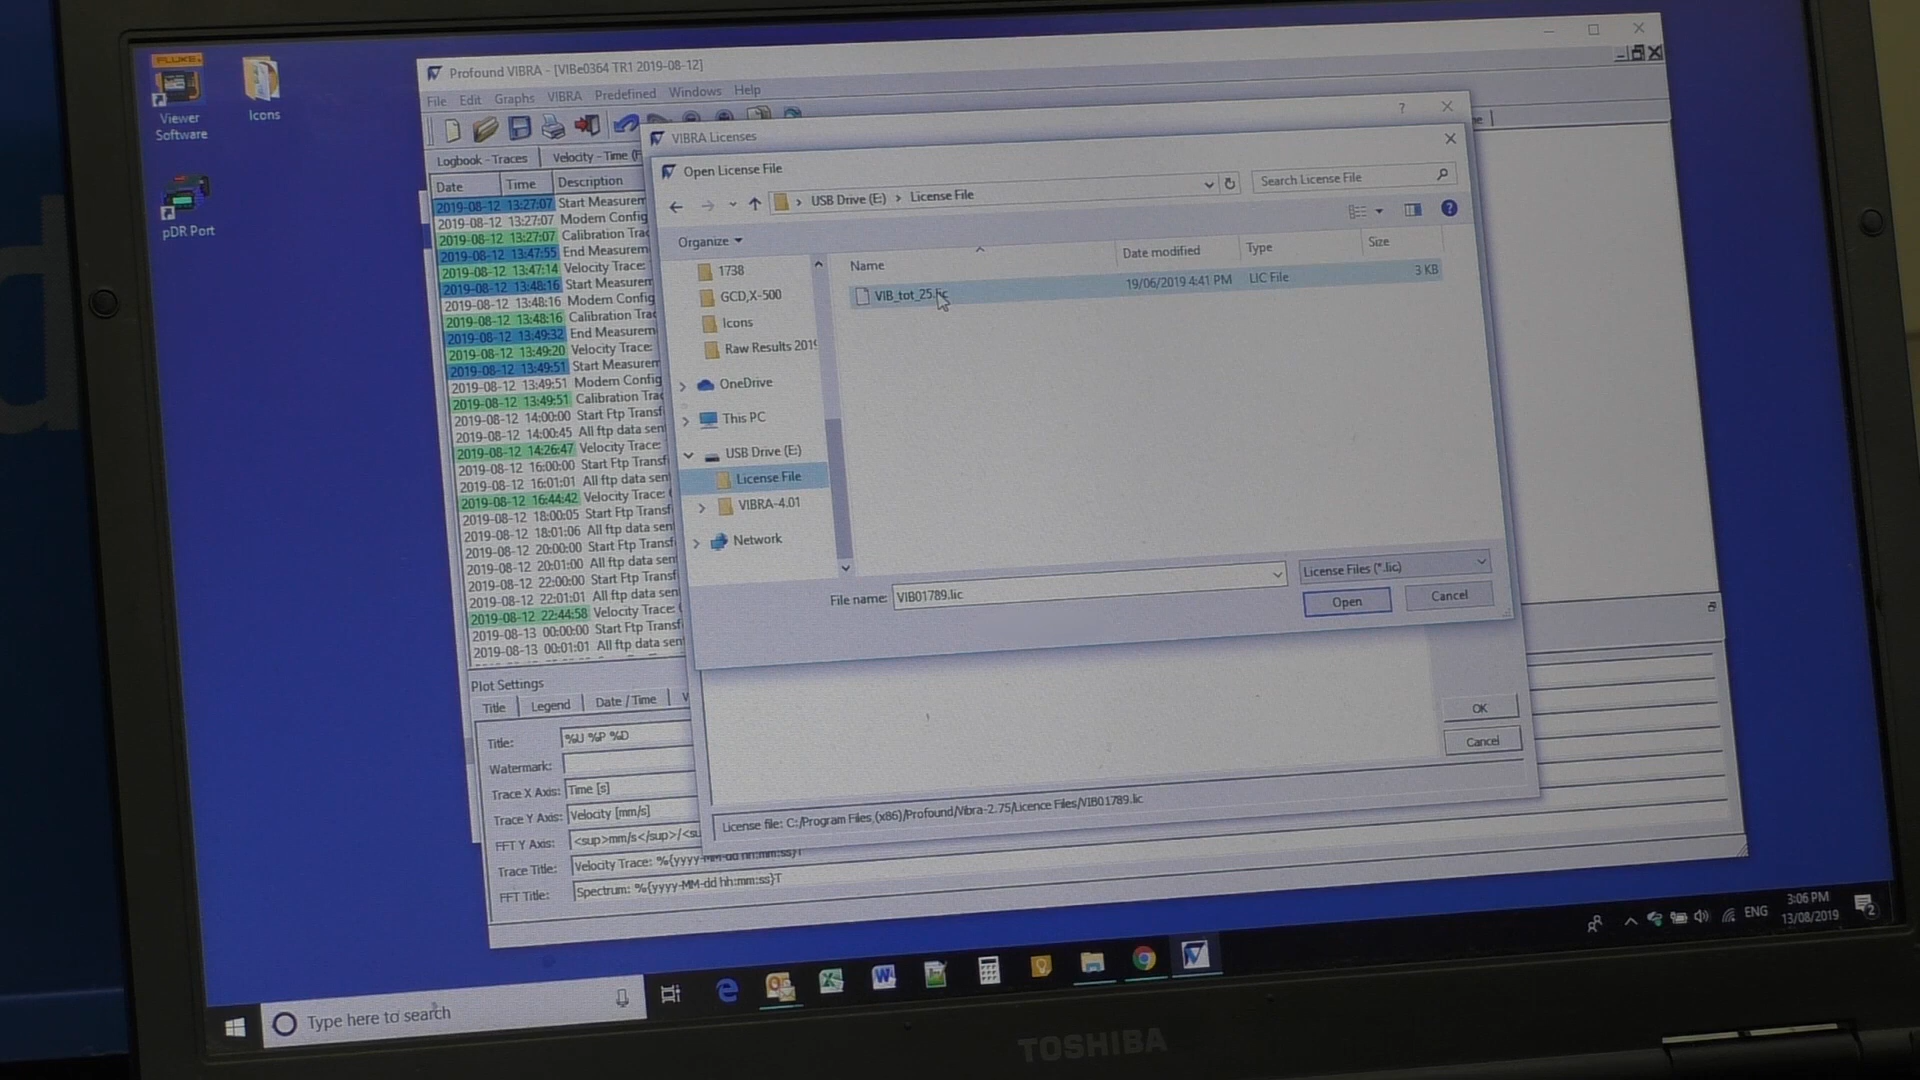 FLUKE
Viewer
Software
Icons
pDR Port
Profound VIBRA - [VIBe0364 TR1 2019-08-12]
File Edit Graphs VIBRA Predefined Windows Help
Logbook - Traces
Velocity - Time
Date Time Description
2019-08-12 13:27:07 Start Measurem
2019-08-12 13:27:07 Modem Config
2019-08-12 13:27:07 Calibration Trac
2019-08-12 13:47:55 End Measurem
2019-08-12 13:47:14 Velocity Trace:
2019-08-12 13:48:16 Start Measurem
2019-08-12 13:48:16 Modem Config
2019-08-12 13:48:16 Calibration Trac
2019-08-12 13:49:32 End Measurem
2019-08-12 13:49:20 Velocity Trace:
2019-08-12 13:49:51 Start Measurem
2019-08-12 13:49:51 Modem Config
2019-08-12 13:49:51 Calibration Trac
2019-08-12 14:00:00 Start Ftp Transf
2019-08-12 14:00:45 All ftp data sen
2019-08-12 14:26:47 Velocity Trace:
2019-08-12 16:00:00 Start Ftp Transf
2019-08-12 16:01:01 All ftp data sen
2019-08-12 16:44:42 Velocity Trace:
2019-08-12 18:00:05 Start Ftp Transf
2019-08-12 18:01:06 All ftp data sen
2019-08-12 20:00:00 Start Ftp Transf
2019-08-12 20:01:00 All ftp data sen
2019-08-12 22:00:00 Start Ftp Transf
2019-08-12 22:01:01 All ftp data sen
2019-08-12 22:44:58 Velocity Trace:
2019-08-13 00:00:00 Start Ftp Transf
2019-08-13 00:01:01 All ftp data sen
VIBRA Licenses
Open License File
USB Drive (E:) › License File
Search License File
Organize
Name Date modified Type Size
VIB_tot_25.lic 19/06/2019 4:41 PM LIC File 3 KB
1738
GCD,X-500
Icons
Raw Results 2019
OneDrive
This PC
USB Drive (E:)
License File
VIBRA-4.01
Network
File name: VIB01789.lic
License Files (*.lic)
Open Cancel
OK
Cancel
License file: C:/Program Files (x86)/Profound/Vibra-2.75/Licence Files/VIB01789.lic
Plot Settings
Title Legend Date / Time V
Title: %U %P %D
Watermark:
Trace X Axis: Time [s]
Trace Y Axis: Velocity [mm/s]
FFT Y Axis: <sup>mm/s</sup>/<su
Trace Title: Velocity Trace: %{yyyy-MM-dd hh:mm:ss}T
FFT Title: Spectrum: %{yyyy-MM-dd hh:mm:ss}T
Type here to search
ENG
3:06 PM
13/08/2019
2
TOSHIBA